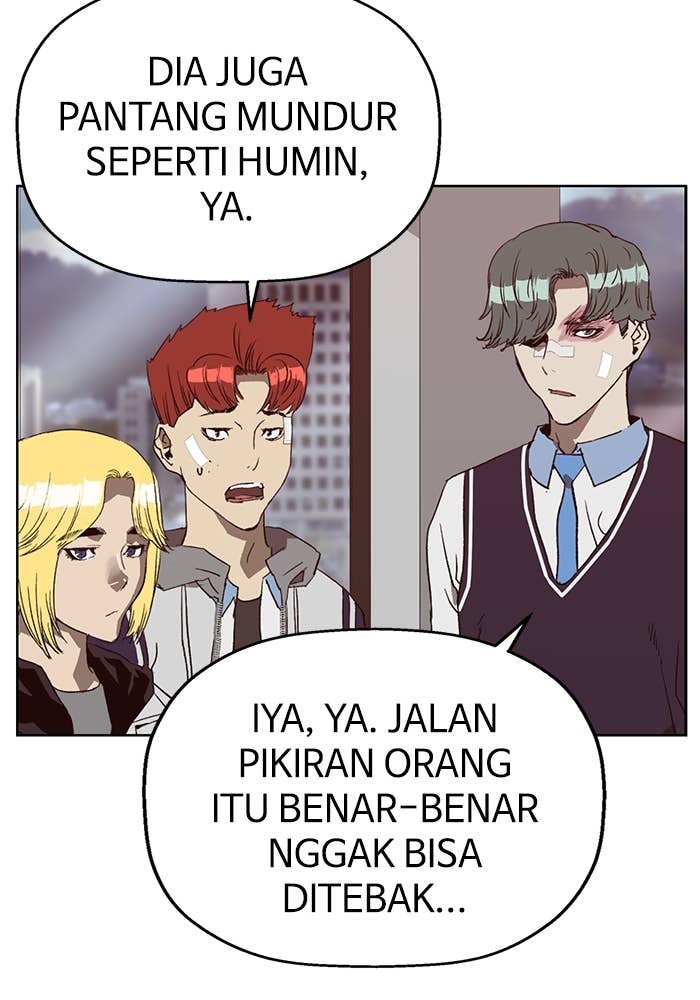 DIA JUGA
PANTANG MUNDUR
SEPERTI HUMIN,
YA.
IYA, YA. JALAN
PIKIRAN ORANG
ITU BENAR-BENAR
NGGAK BISA
DITEBAK...